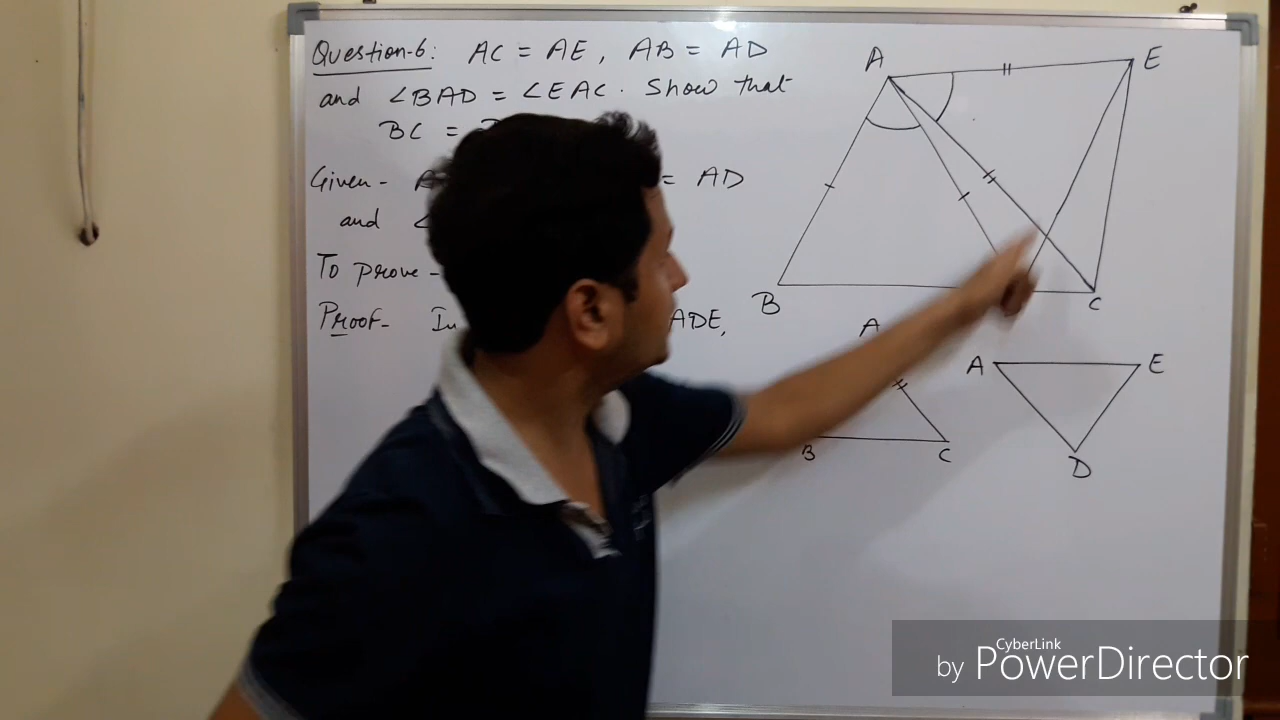 Question-6: AC = AE, AB = AD
and ∠BAD = ∠EAC. Show that
BC =
Given- = AD
and ∠
To prove-
Proof- In ADE,
A E
B C
A
A E
B C
D
CyberLink
by PowerDirector